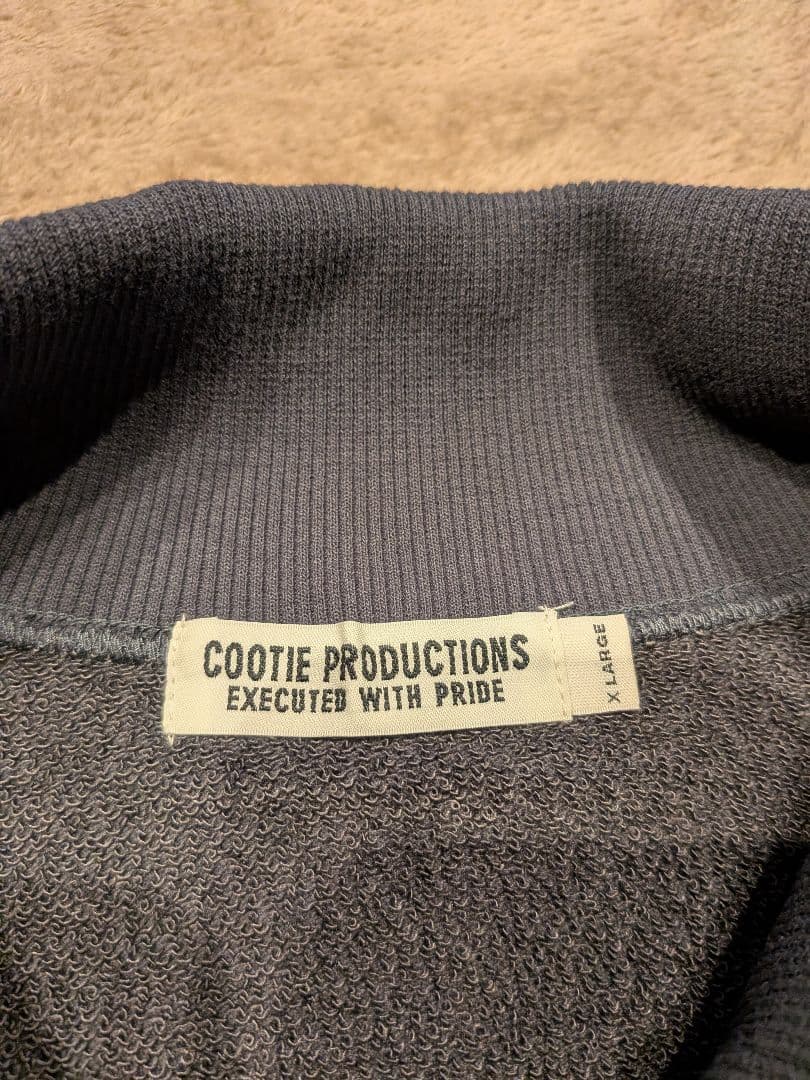 COOTIE PRODUCTIONS
EXECUTED WITH PRIDE
X LARGE